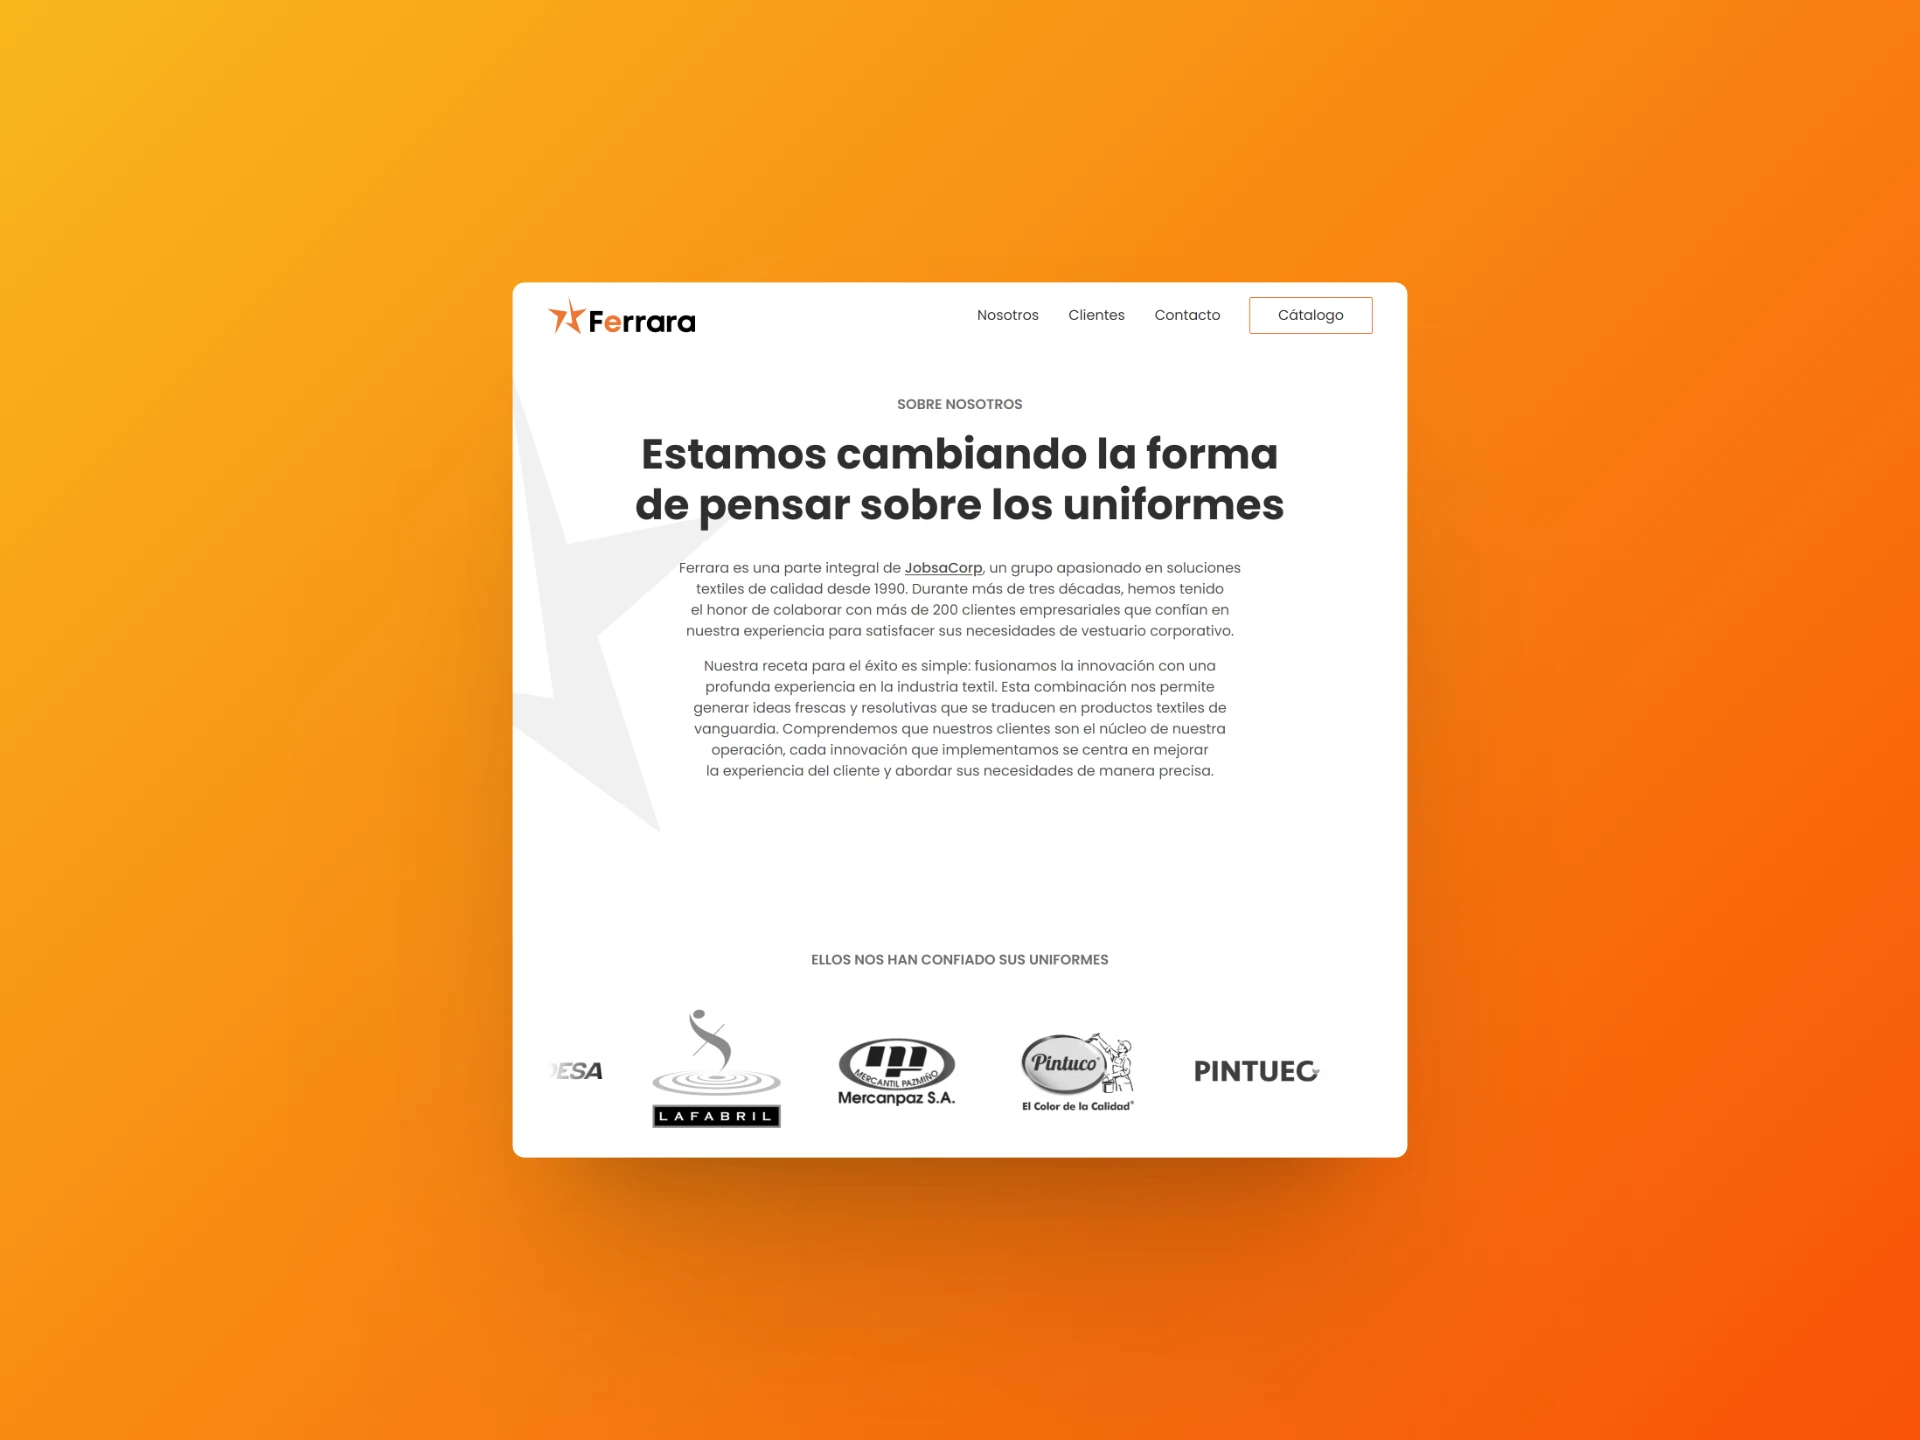 Ferrara
Nosotros
Clientes
Contacto
Cátalogo
SOBRE NOSOTROS
Estamos cambiando la forma
de pensar sobre los uniformes
Ferrara es una parte integral de JobsaCorp, un grupo apasionado en soluciones
textiles de calidad desde 1990. Durante más de tres décadas, hemos tenido
el honor de colaborar con más de 200 clientes empresariales que confían en
nuestra experiencia para satisfacer sus necesidades de vestuario corporativo.
Nuestra receta para el éxito es simple: fusionamos la innovación con una
profunda experiencia en la industria textil. Esta combinación nos permite
generar ideas frescas y resolutivas que se traducen en productos textiles de
vanguardia. Comprendemos que nuestros clientes son el núcleo de nuestra
operación, cada innovación que implementamos se centra en mejorar
la experiencia del cliente y abordar sus necesidades de manera precisa.
ELLOS NOS HAN CONFIADO SUS UNIFORMES
LAFABRIL
mp
MERCANTIL PAZMIÑO
Mercanpaz S.A.
Pintuco®
El Color de la Calidad®
PINTUEC